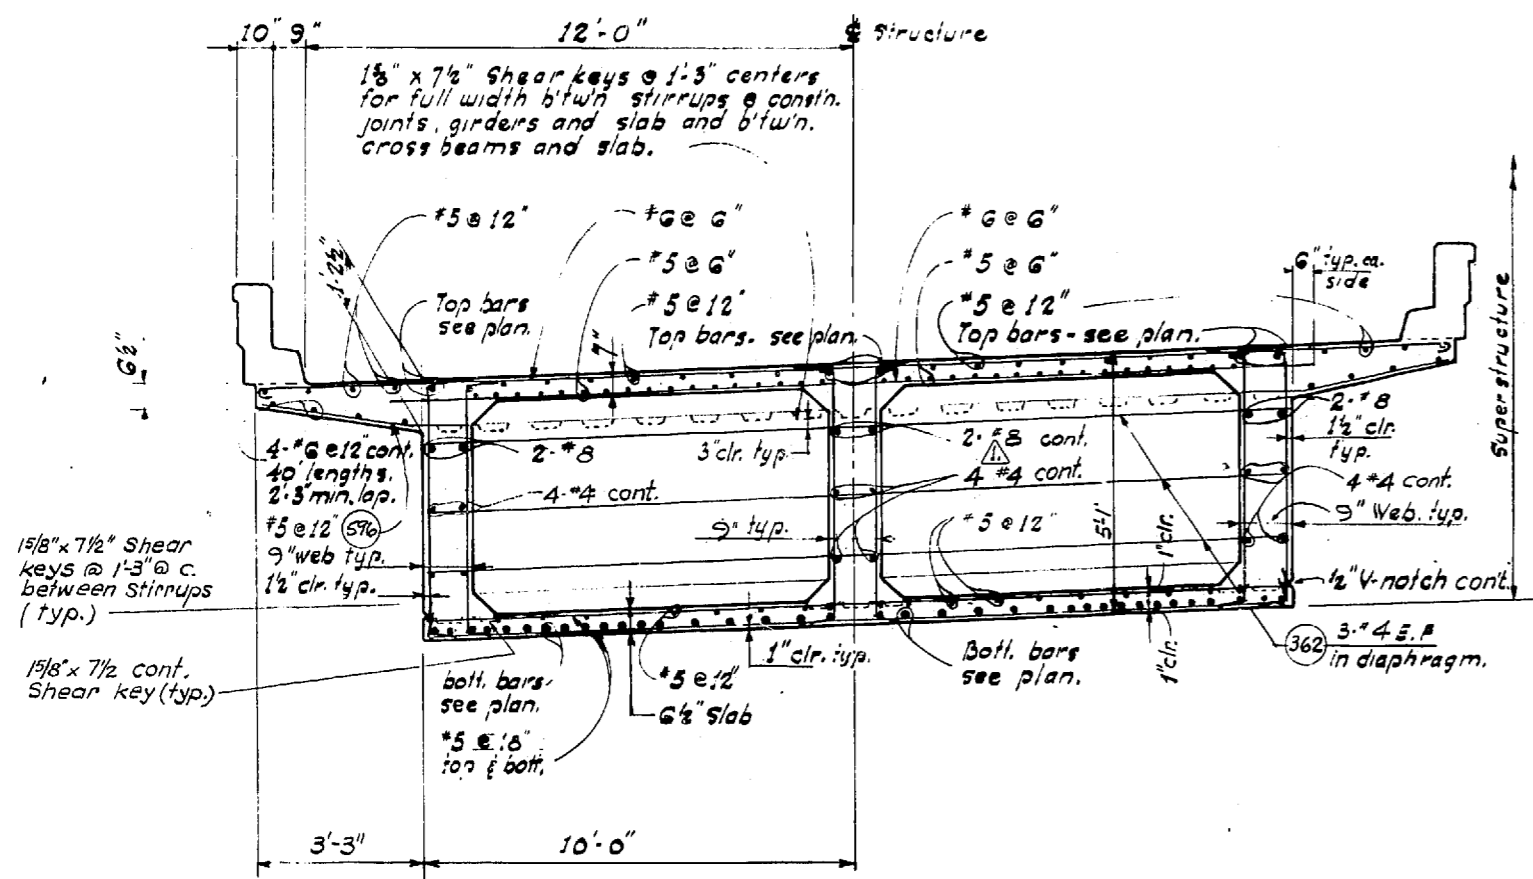 10" 9" 12'-0" ℄ Structure
1⅝" x 7½" Shear keys @ 1'-3" centers
for full width b'tw'n stirrups @ const'n.
joints, girders and slab and b'tw'n.
cross beams and slab.
#5 @ 12"
#6 @ 6"
#6 @ 6"
1'-2½"
#5 @ 6"
#5 @ 6"
6" typ. ea.
side
Top bars
see plan.
#5 @ 12"
Top bars - see plan.
#5 @ 12"
Top bars - see plan.
7"
6½"
Superstructure
4-#6 @ 12" cont.
40' lengths.
2'-3" min. lap.
2-#8
3" clr. typ.
2-#8 cont.
1.
2-#8
1½" clr.
typ.
4-#4 cont.
4 #4 cont.
4 #4 cont.
#5 @ 12" 596
9" web typ.
1½" clr. typ.
9" typ.
#5 @ 12"
5'-1"
1" clr.
9" Web. typ.
15/8" x 7½" Shear
keys @ 1'-3" @ c.
between Stirrups
(typ.)
½" V-notch con't.
15/8" x 7½ cont.
Shear key (typ.)
bott. bars
see plan.
#5 @ 12"
6½" Slab
1" clr. typ.
Bott. bars
see plan.
1" clr.
362 3-#4 E.F
in diaphragm.
#5 @ 18"
top & bott.
3'-3" 10'-0"